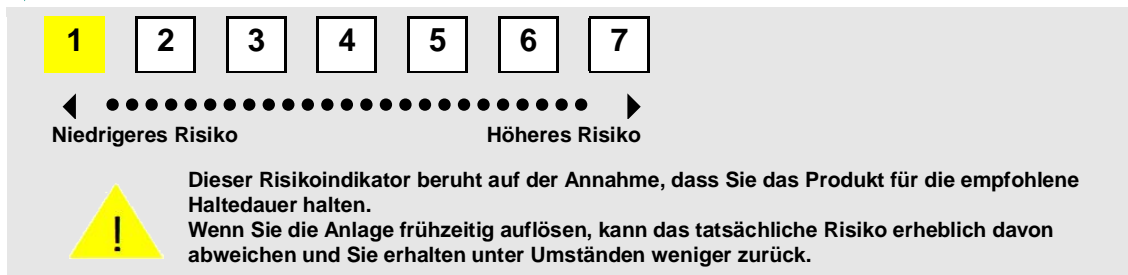 1 2 3 4 5 6 7
Niedrigeres Risiko Höheres Risiko
Dieser Risikoindikator beruht auf der Annahme, dass Sie das Produkt für die empfohlene
Haltedauer halten.
!
Wenn Sie die Anlage frühzeitig auflösen, kann das tatsächliche Risiko erheblich davon
abweichen und Sie erhalten unter Umständen weniger zurück.